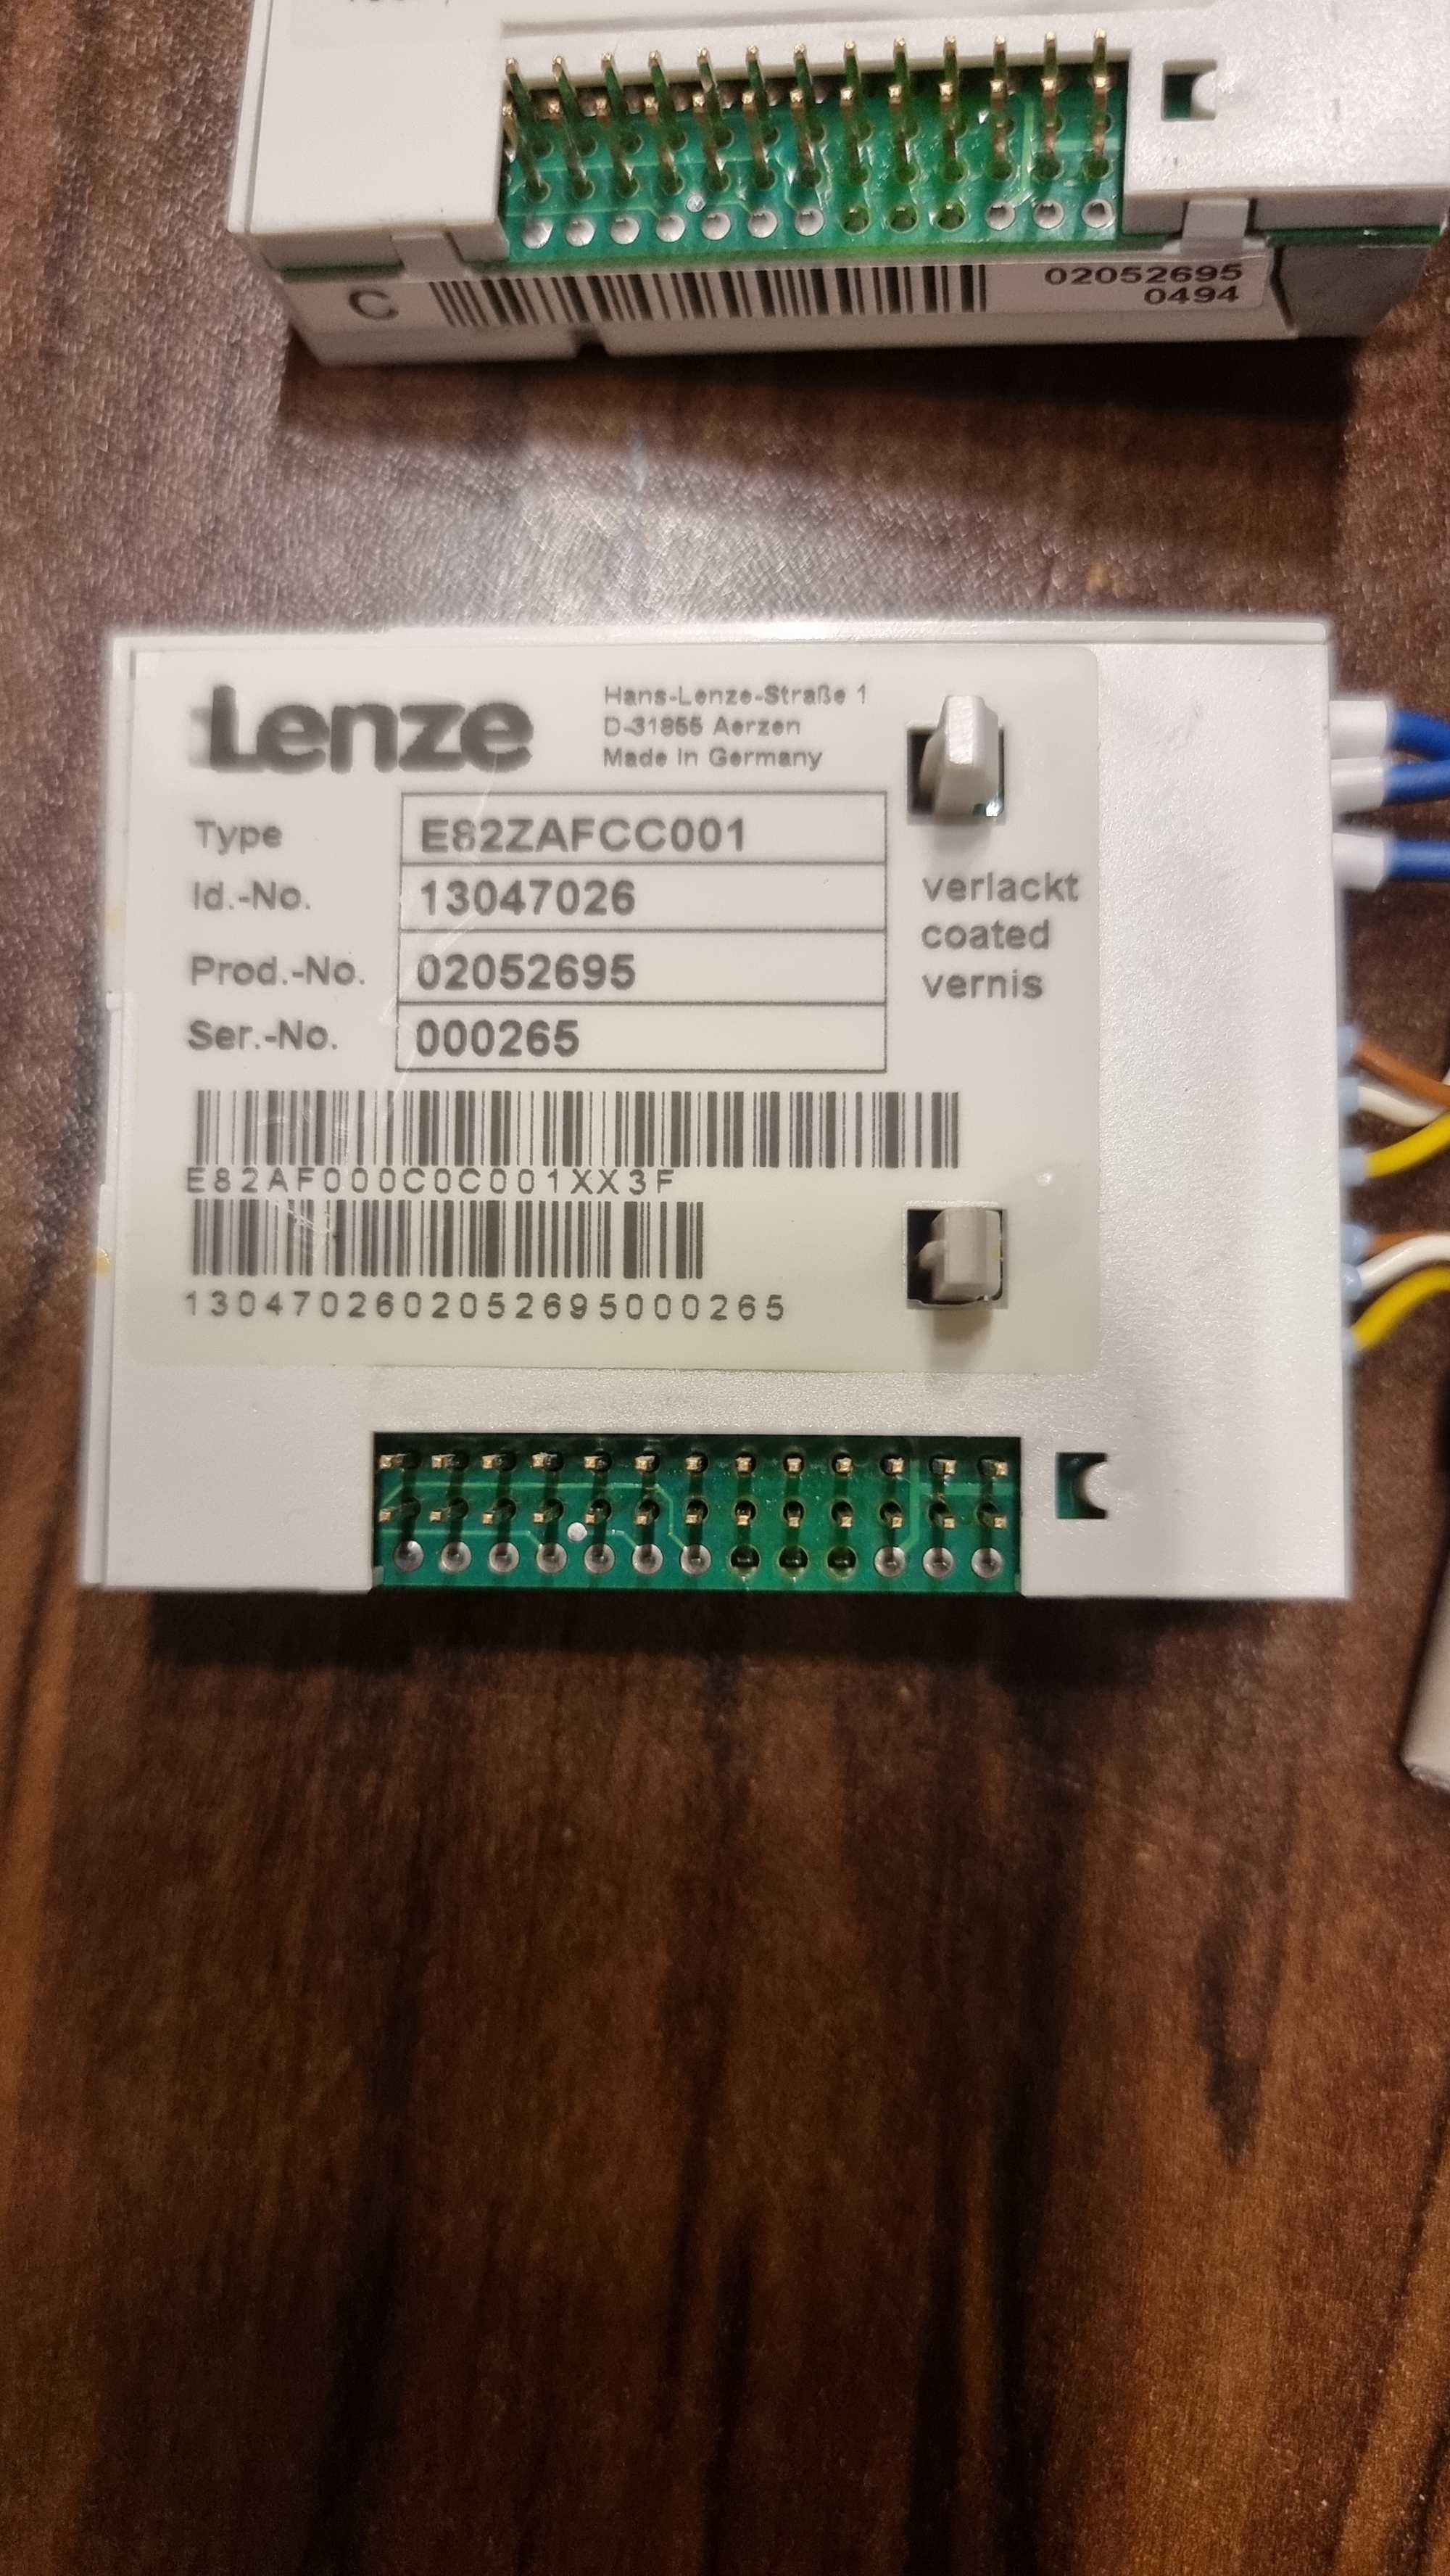 C
02052695
0494
Lenze
Hans-Lenze-Straße 1
D-31855 Aerzen
Made in Germany
Type E82ZAFCC001
Id.-No. 13047026
Prod.-No. 02052695
Ser.-No. 000265
verlackt
coated
vernis
E82AF000C0C001XX3F
1304702602052695000265